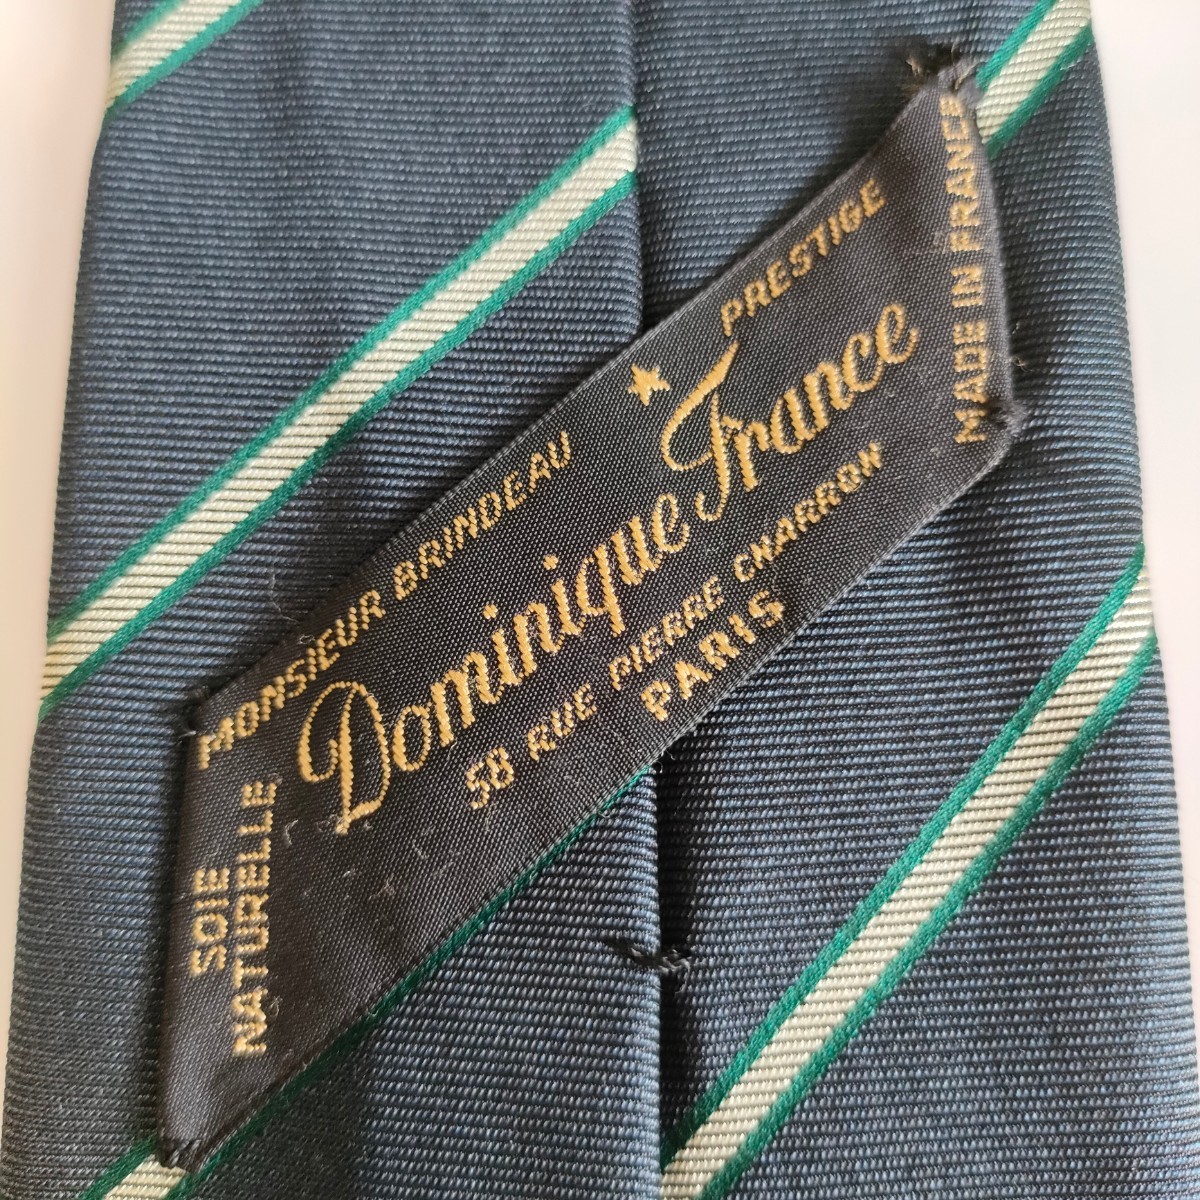 MONSIEUR BRINDEAU PRESTIGE
Dominique France
58 RUE PIERRE CHARRON
PARIS
SOIE
NATURELLE
MADE IN FRANCE